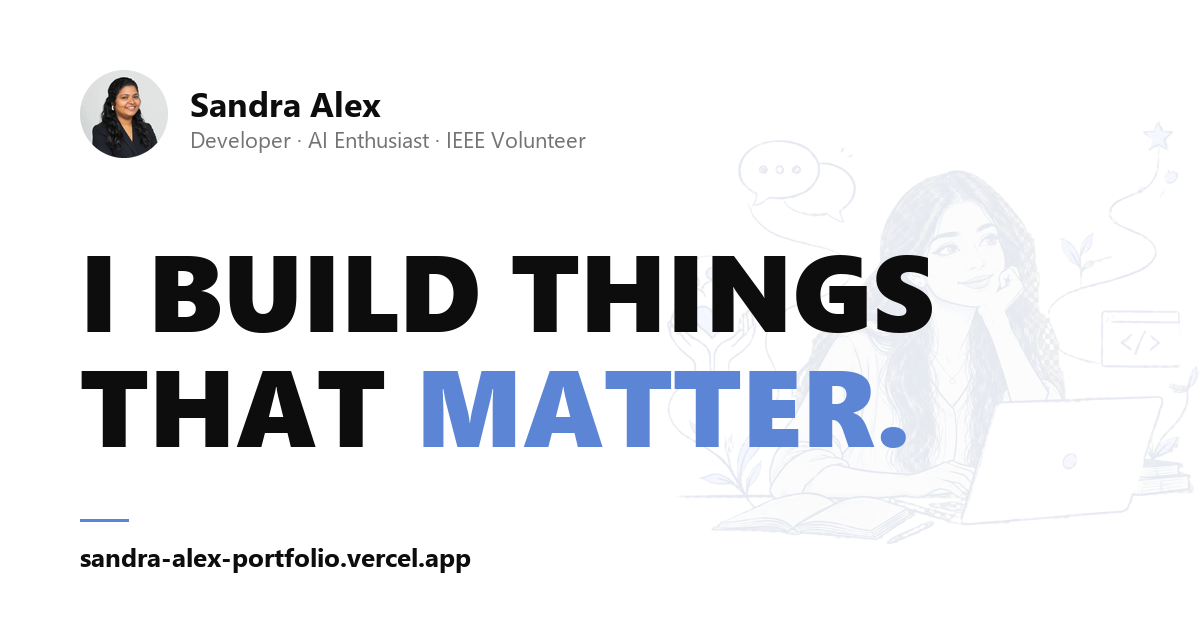 Sandra Alex
Developer · AI Enthusiast · IEEE Volunteer
I BUILD THINGS
THAT MATTER.
</>
sandra-alex-portfolio.vercel.app